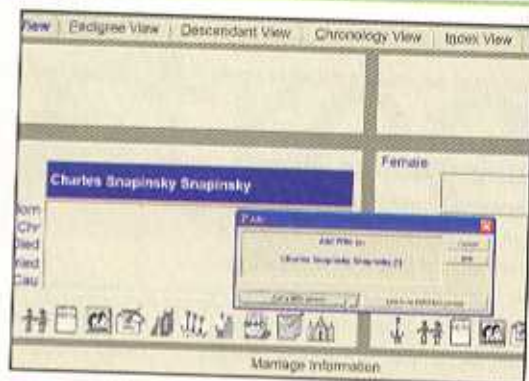 View Pedigree View Descendant View Chronology View Index View
Female
Charles Snapinsky Snapinsky
Born
Chr
Died
Cau
Add Wife to:
Charles Snapinsky Snapinsky
Marriage Information